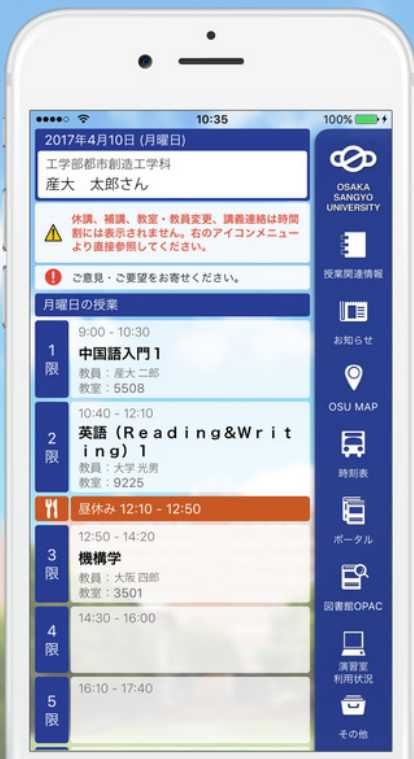 10:35
100%
2017年4月10日 (月曜日)
工学部都市創造工学科
産大 太郎さん
休講、補講、教室・教員変更、講義連絡は時間
割には表示されません。右のアイコンメニュー
より直接参照してください。
ご意見・ご要望をお寄せください。
月曜日の授業
1
限
9:00 - 10:30
中国語入門1
教員：産大 二郎
教室：5508
2
限
10:40 - 12:10
英語（Ｒｅａｄｉｎｇ&Ｗｒｉｔ
ｉｎｇ）1
教員：大学 光男
教室：9225
昼休み 12:10 - 12:50
3
限
12:50 - 14:20
機構学
教員：大阪 四郎
教室：3501
4
限
14:30 - 16:00
5
限
16:10 - 17:40
OSAKA
SANGYO
UNIVERSITY
授業関連情報
お知らせ
OSU MAP
時刻表
ポータル
図書館OPAC
演習室
利用状況
その他